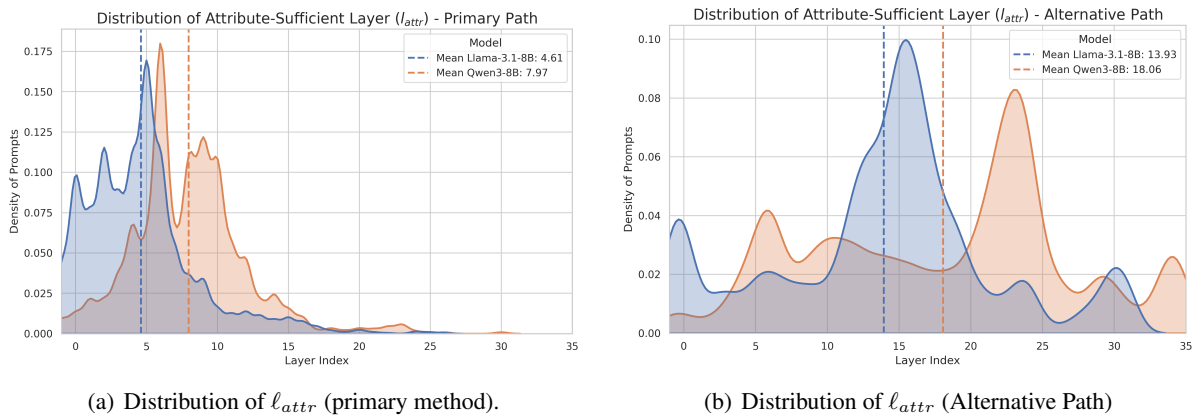 Distribution of Attribute-Sufficient Layer (l_attr) - Primary Path
Model
Mean Llama-3.1-8B: 4.61
Mean Qwen3-8B: 7.97
0.175
0.150
0.125
0.100
0.075
0.050
0.025
0.000
Density of Prompts
0 5 10 15 20 25 30 35
Layer Index
(a) Distribution of ℓ_attr (primary method).
Distribution of Attribute-Sufficient Layer (l_attr) - Alternative Path
Model
Mean Llama-3.1-8B: 13.93
Mean Qwen3-8B: 18.06
0.10
0.08
0.06
0.04
0.02
0.00
Density of Prompts
0 5 10 15 20 25 30 35
Layer Index
(b) Distribution of ℓ_attr (Alternative Path)